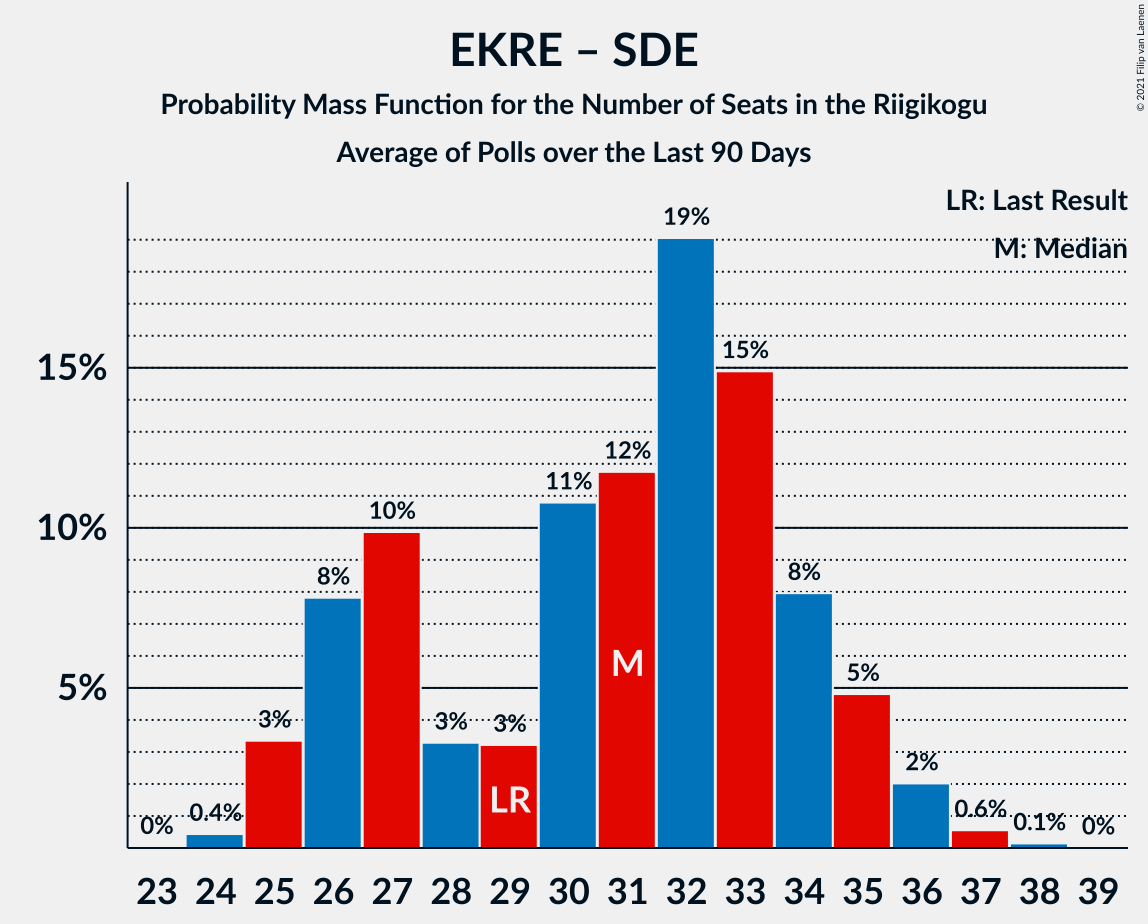 EKRE – SDE
Probability Mass Function for the Number of Seats in the Riigikogu
Average of Polls over the Last 90 Days
© 2021 Filip van Laenen
LR: Last Result
M: Median
15%
10%
5%
0%
0.4%
3%
8%
10%
3%
3%
11%
12%
19%
15%
8%
5%
2%
0.6%
0.1%
0%
LR
M
23 24 25 26 27 28 29 30 31 32 33 34 35 36 37 38 39